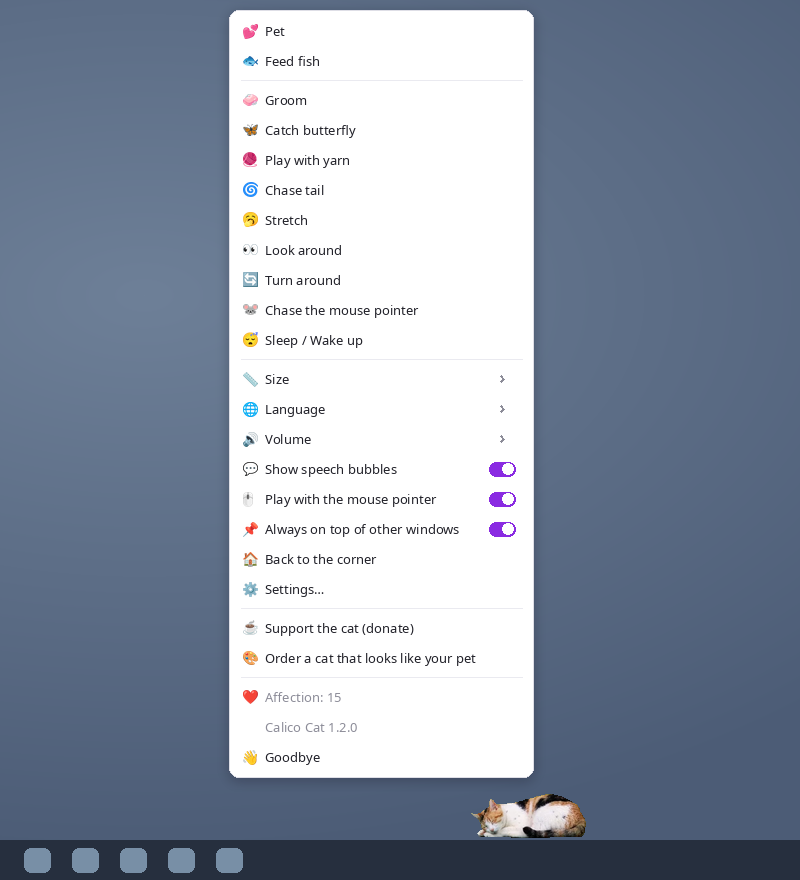 Pet
Feed fish
Groom
Catch butterfly
Play with yarn
Chase tail
Stretch
Look around
Turn around
Chase the mouse pointer
Sleep / Wake up
Size
Language
Volume
Show speech bubbles
Play with the mouse pointer
Always on top of other windows
Back to the corner
Settings...
Support the cat (donate)
Order a cat that looks like your pet
Affection: 15
Calico Cat 1.2.0
Goodbye